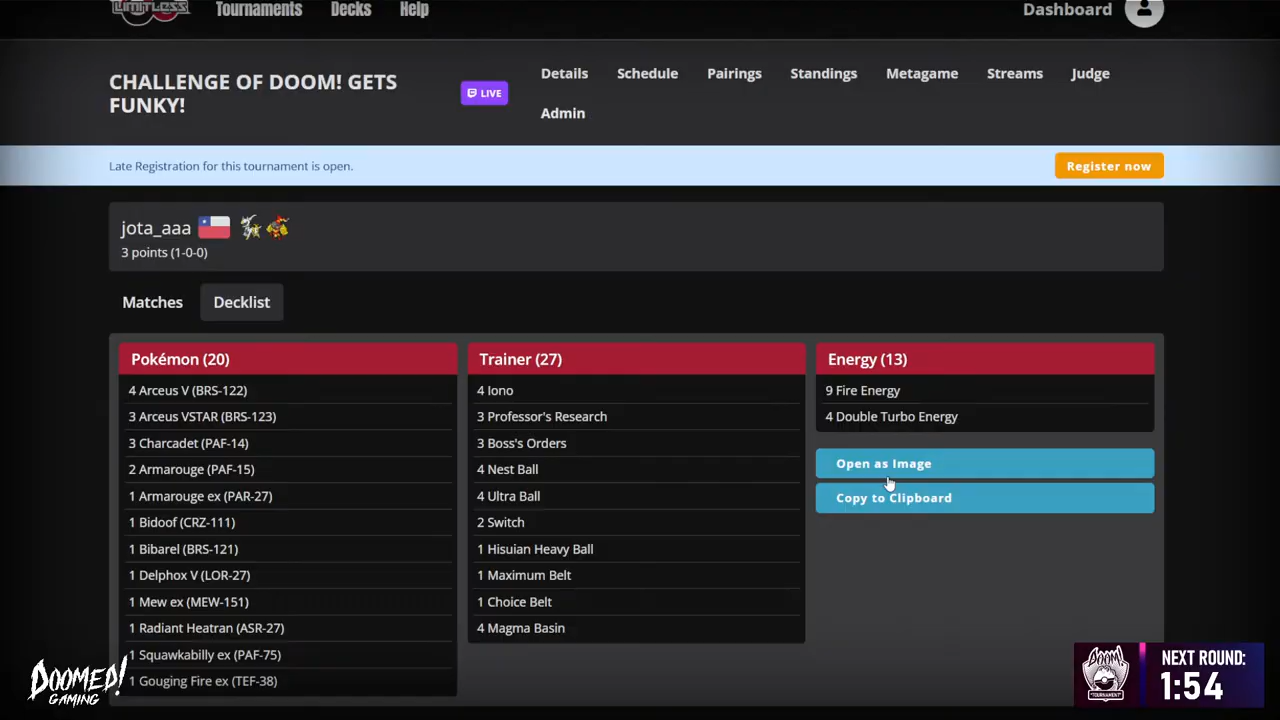 LIMITLESS
Tournaments
Decks
Help
Dashboard
CHALLENGE OF DOOM! GETS
FUNKY!
LIVE
Details
Schedule
Pairings
Standings
Metagame
Streams
Judge
Admin
Late Registration for this tournament is open.
Register now
jota_aaa
3 points (1-0-0)
Matches
Decklist
Pokémon (20)
4 Arceus V (BRS-122)
3 Arceus VSTAR (BRS-123)
3 Charcadet (PAF-14)
2 Armarouge (PAF-15)
1 Armarouge ex (PAR-27)
1 Bidoof (CRZ-111)
1 Bibarel (BRS-121)
1 Delphox V (LOR-27)
1 Mew ex (MEW-151)
1 Radiant Heatran (ASR-27)
1 Squawkabilly ex (PAF-75)
1 Gouging Fire ex (TEF-38)
Trainer (27)
4 Iono
3 Professor's Research
3 Boss's Orders
4 Nest Ball
4 Ultra Ball
2 Switch
1 Hisuian Heavy Ball
1 Maximum Belt
1 Choice Belt
4 Magma Basin
Energy (13)
9 Fire Energy
4 Double Turbo Energy
Open as Image
Copy to Clipboard
DOOMED!
GAMING
DOOM!
TOURNAMENT
NEXT ROUND:
1:54